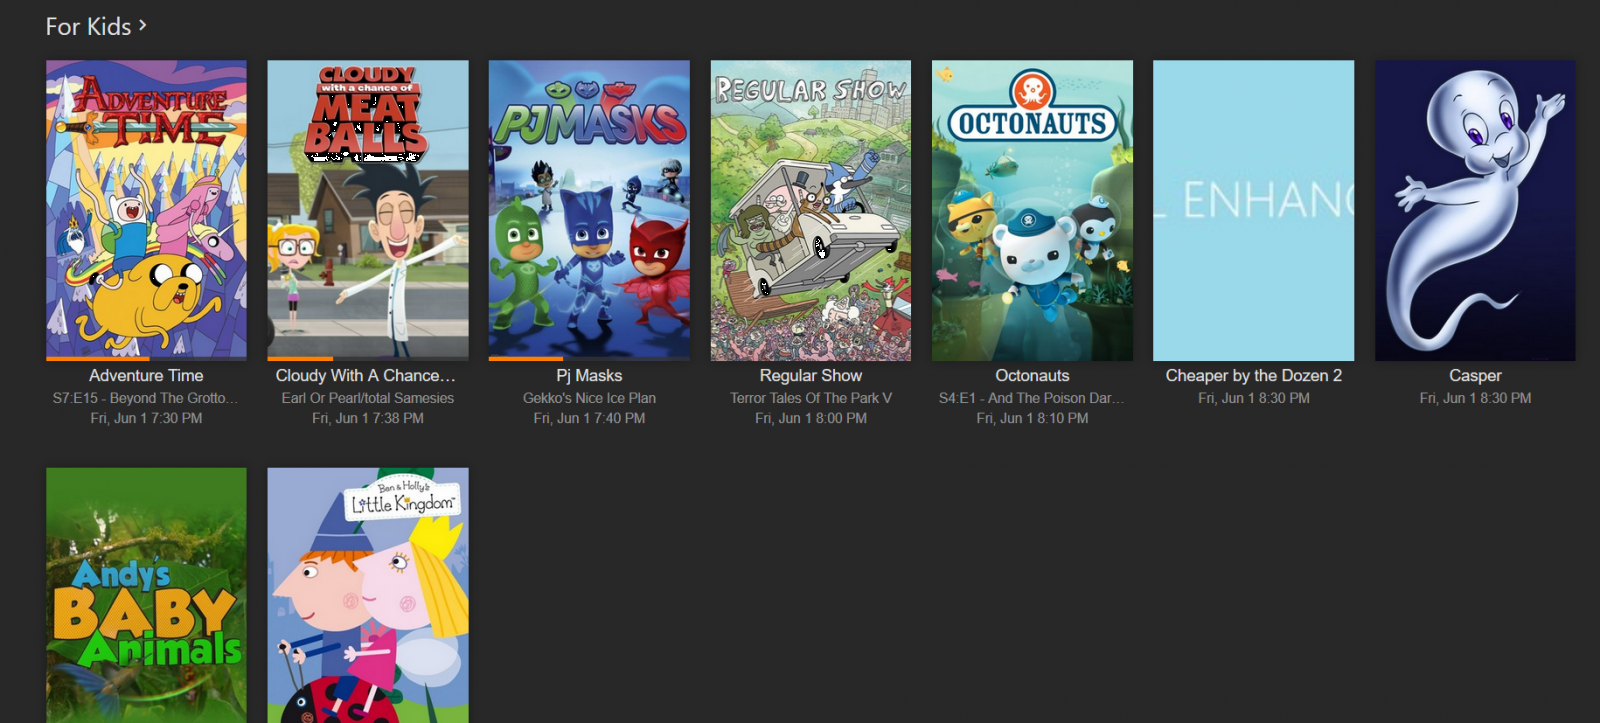 For Kids >
ADVENTURE
TIME
CLOUDY
with a chance of
MEAT
BALLS
PJMASKS
REGULAR SHOW
OCTONAUTS
L ENHANC
Adventure Time
S7:E15 - Beyond The Grotto...
Fri, Jun 1 7:30 PM
Cloudy With A Chance...
Earl Or Pearl/total Samesies
Fri, Jun 1 7:38 PM
Pj Masks
Gekko's Nice Ice Plan
Fri, Jun 1 7:40 PM
Regular Show
Terror Tales Of The Park V
Fri, Jun 1 8:00 PM
Octonauts
S4:E1 - And The Poison Dar...
Fri, Jun 1 8:10 PM
Cheaper by the Dozen 2
Fri, Jun 1 8:30 PM
Casper
Fri, Jun 1 8:30 PM
Andy's
BABY
Animals
Ben & Holly's
Little Kingdom